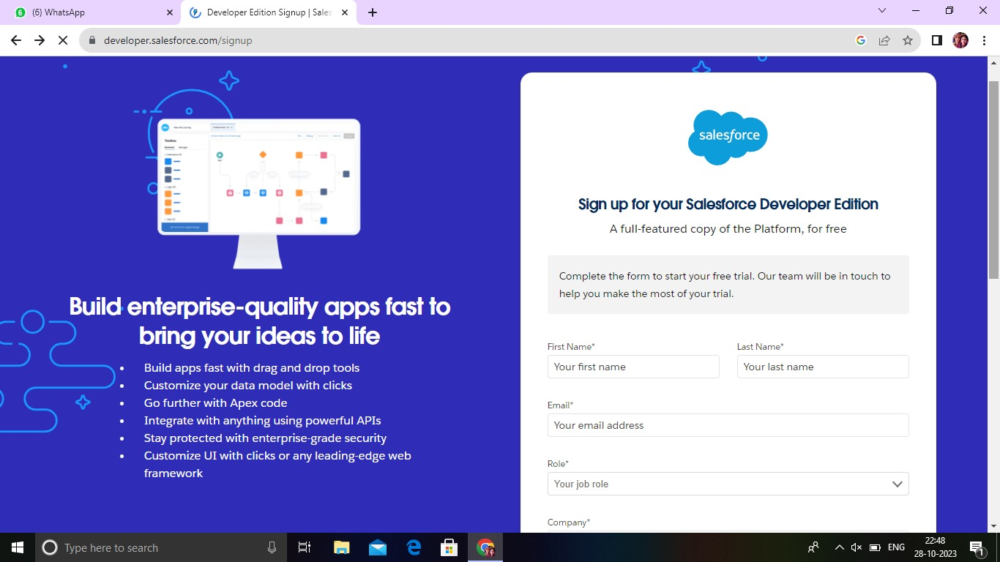 (6) WhatsApp
Developer Edition Signup | Sales
developer.salesforce.com/signup
Toolbox
Build enterprise-quality apps fast to
bring your ideas to life
Build apps fast with drag and drop tools
Customize your data model with clicks
Go further with Apex code
Integrate with anything using powerful APIs
Stay protected with enterprise-grade security
Customize UI with clicks or any leading-edge web
framework
salesforce
Sign up for your Salesforce Developer Edition
A full-featured copy of the Platform, for free
Complete the form to start your free trial. Our team will be in touch to
help you make the most of your trial.
First Name* Last Name*
Your first name Your last name
Email*
Your email address
Role*
Your job role
Company*
Type here to search
ENG
22:48
28-10-2023
1